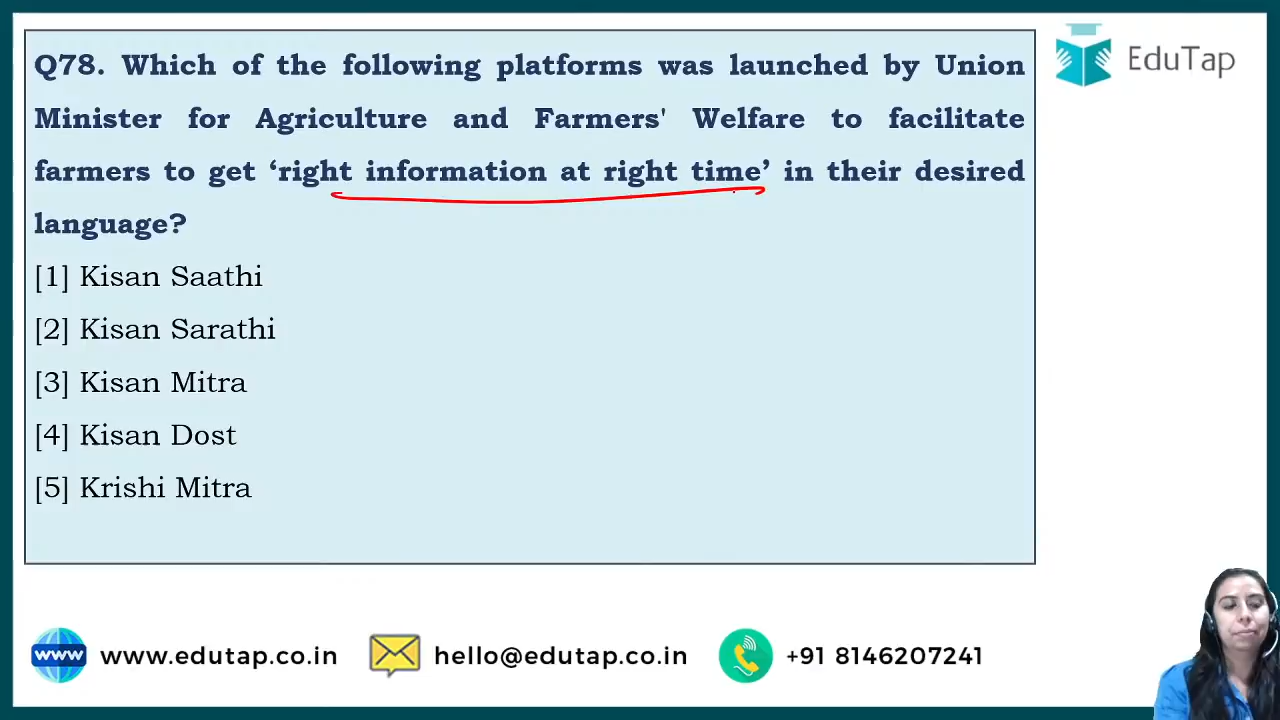 Q78. Which of the following platforms was launched by Union
Minister for Agriculture and Farmers' Welfare to facilitate
farmers to get ‘right information at right time’ in their desired
language?
[1] Kisan Saathi
[2] Kisan Sarathi
[3] Kisan Mitra
[4] Kisan Dost
[5] Krishi Mitra
EduTap
www
www.edutap.co.in
hello@edutap.co.in
+91 8146207241